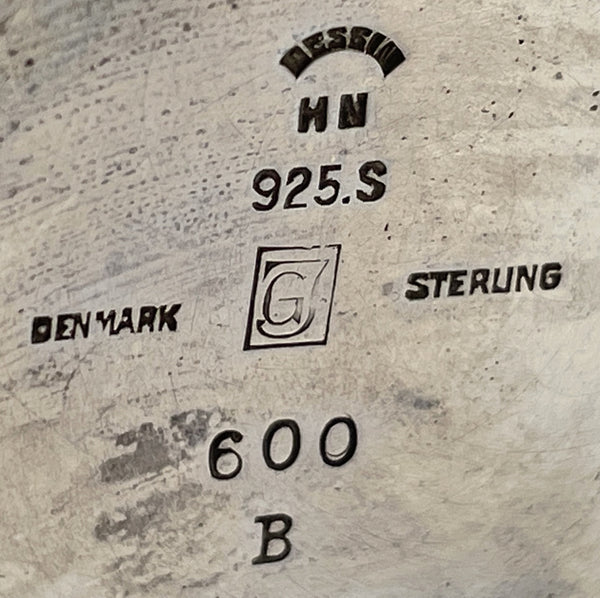 DESSIN
HN
925.S
DENMARK GJ STERLING
600
B